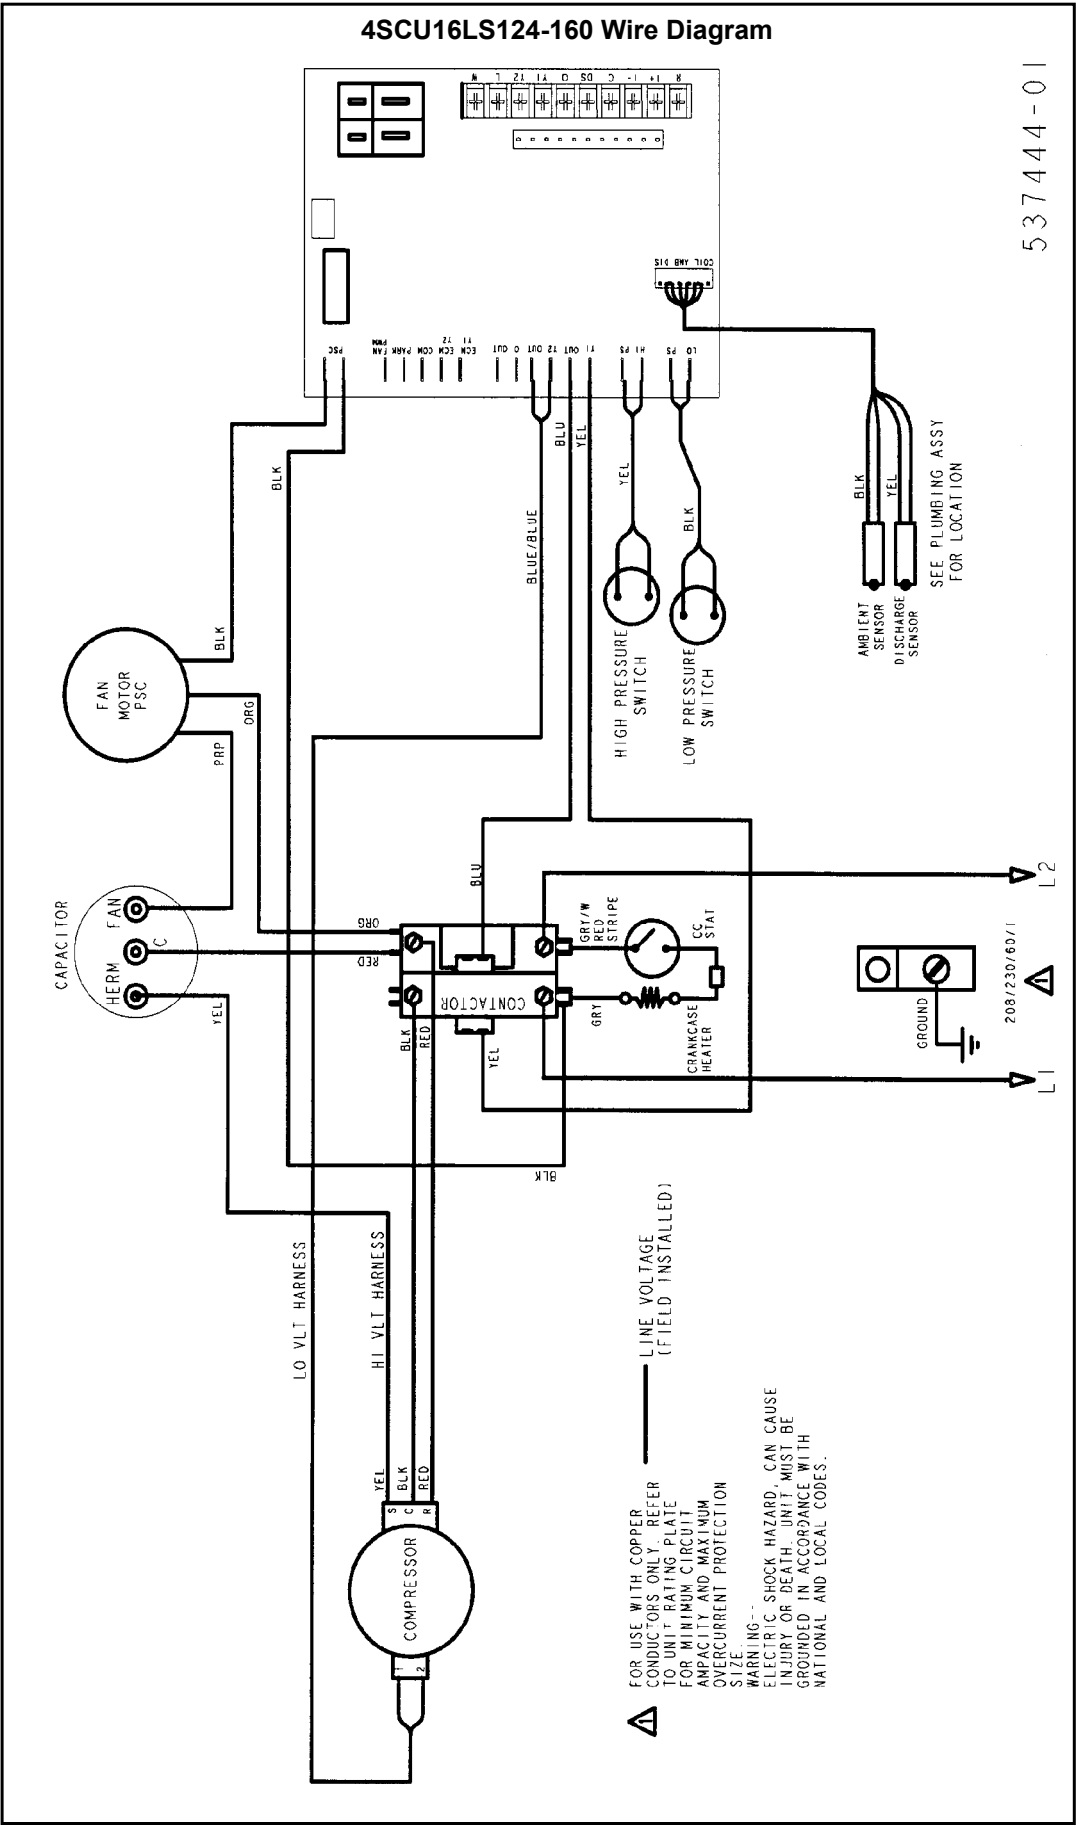 4SCU16LS124-160 Wire Diagram
537444-01
W
L
Y2
Y1
O
DS
C
I-
I+
R
COIL AMB DIS
PSC
FAN
PWM
PARK
COM
ECM
Y2
ECM
Y1
O OUT
Y2 OUT
Y1 OUT
HI PS
LO PS
BLK
BLU
YEL
YEL
BLK
BLUE/BLUE
BLK
YEL
SEE PLUMBING ASSY
FOR LOCATION
AMBIENT
SENSOR
DISCHARGE
SENSOR
HIGH PRESSURE
SWITCH
LOW PRESSURE
SWITCH
FAN
MOTOR
PSC
BLK
ORG
PRP
CAPACITOR
FAN
C
HERM
YEL
ORG
RED
BLK
RED
CONTACTOR
BLU
YEL
GRY/W
RED
STRIPE
CC
STAT
GRY
CRANKCASE
HEATER
BLK
L2
208/230/60/1
1
GROUND
L1
LO VLT HARNESS
HI VLT HARNESS
YEL
BLK
RED
S
C
R
COMPRESSOR
1
2
LINE VOLTAGE
(FIELD INSTALLED)
1
FOR USE WITH COPPER
CONDUCTORS ONLY. REFER
TO UNIT RATING PLATE
FOR MINIMUM CIRCUIT
AMPACITY AND MAXIMUM
OVERCURRENT PROTECTION
SIZE.
WARNING--
ELECTRIC SHOCK HAZARD, CAN CAUSE
INJURY OR DEATH. UNIT MUST BE
GROUNDED IN ACCORDANCE WITH
NATIONAL AND LOCAL CODES.